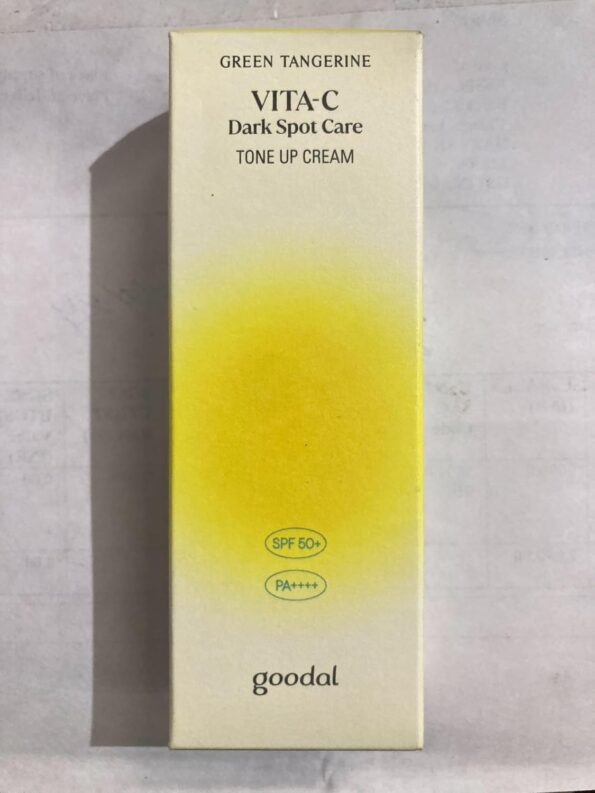 GREEN TANGERINE
VITA-C
Dark Spot Care
TONE UP CREAM
SPF 50+
PA++++
goodal